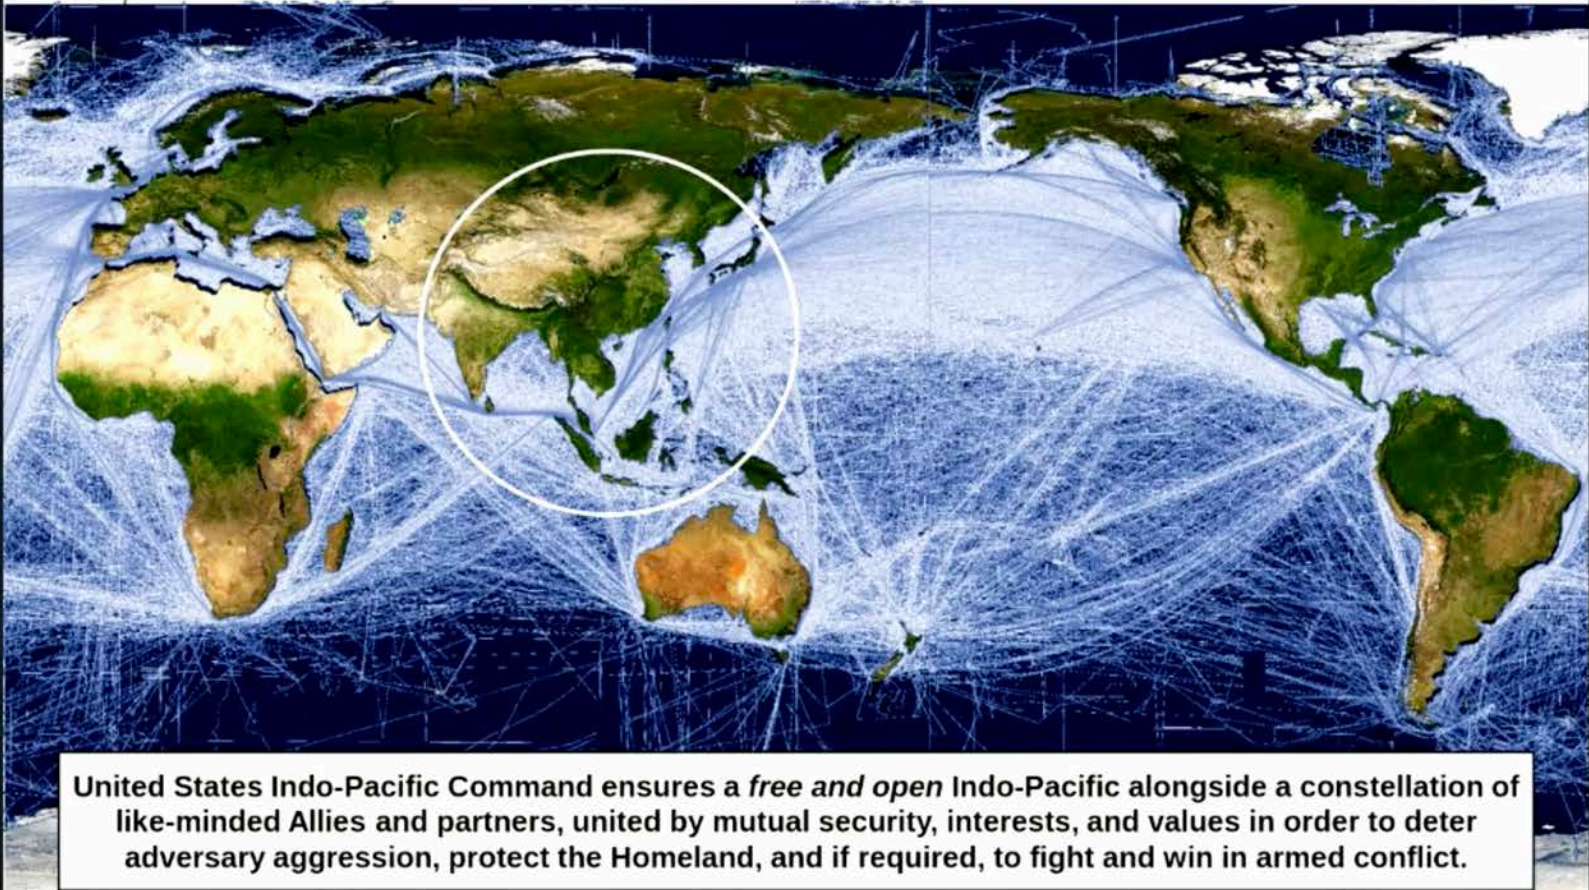 United States Indo-Pacific Command ensures a free and open Indo-Pacific alongside a constellation of
like-minded Allies and partners, united by mutual security, interests, and values in order to deter
adversary aggression, protect the Homeland, and if required, to fight and win in armed conflict.